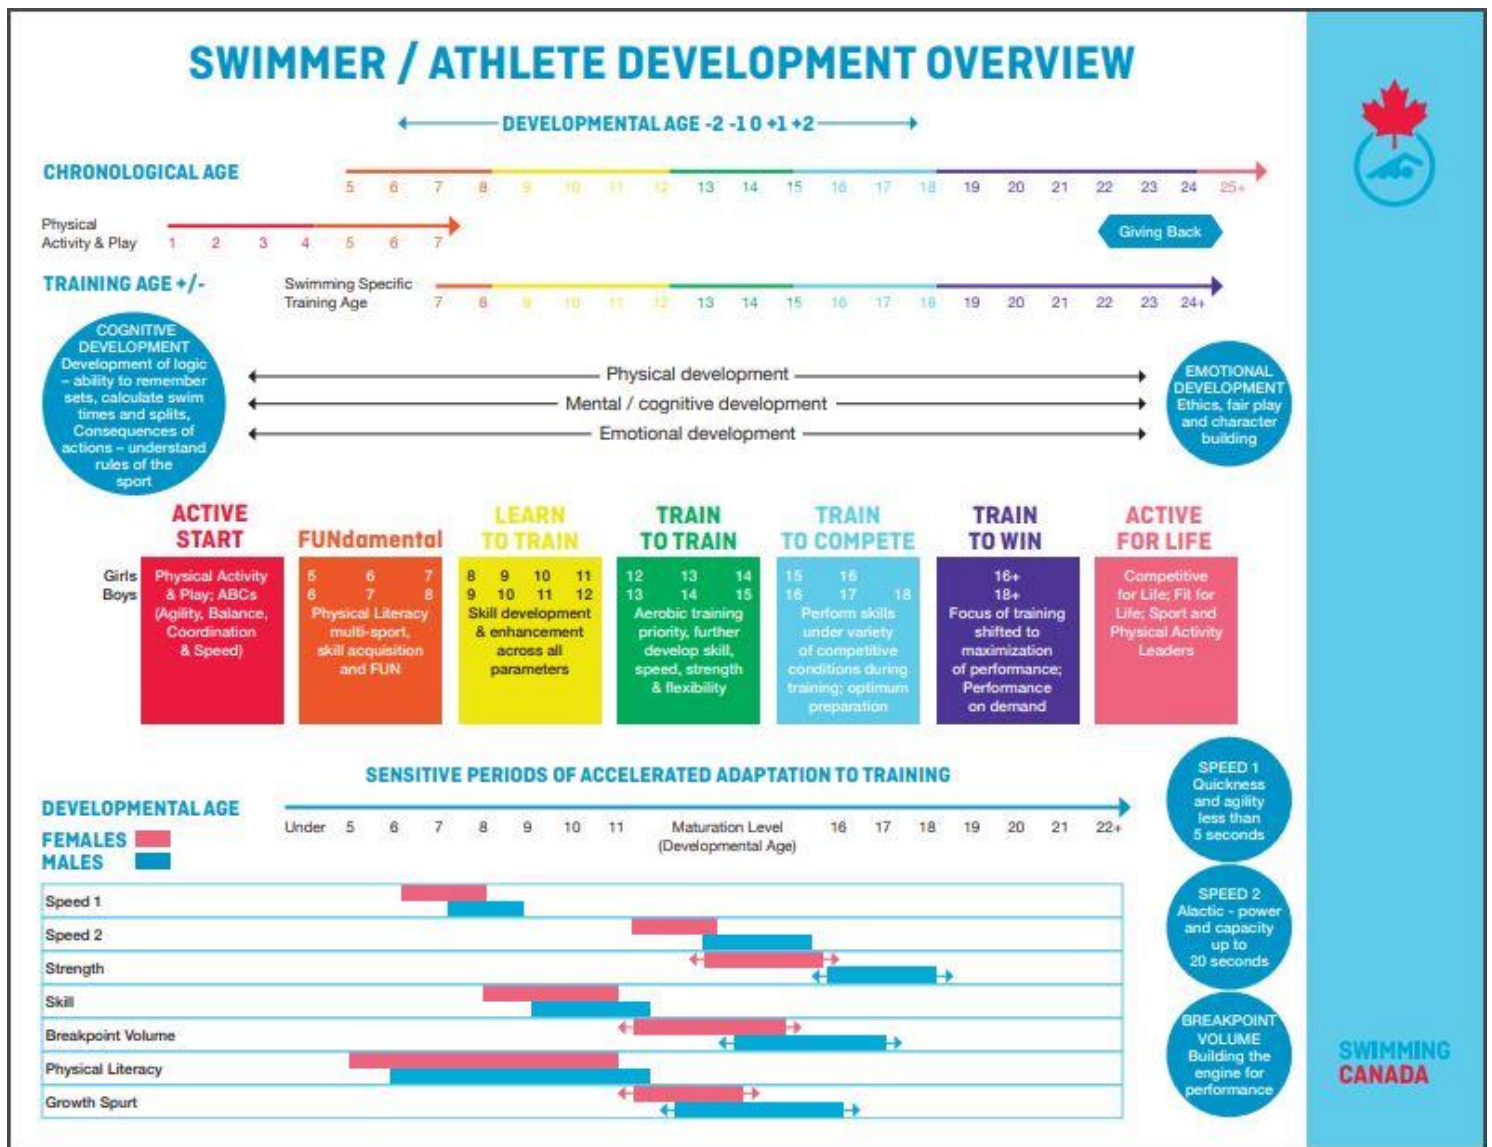 SWIMMER / ATHLETE DEVELOPMENT OVERVIEW
DEVELOPMENTAL AGE -2 -1 0 +1 +2
CHRONOLOGICAL AGE
5 6 7 8 9 10 11 12 13 14 15 16 17 18 19 20 21 22 23 24 25+
Physical
Activity & Play
1 2 3 4 5 6 7
Giving Back
TRAINING AGE +/-
Swimming Specific
Training Age
7 8 9 10 11 12 13 14 15 16 17 18 19 20 21 22 23 24+
COGNITIVE
DEVELOPMENT
Development of logic
– ability to remember
sets, calculate swim
times and splits,
Consequences of
actions – understand
rules of the
sport
Physical development
Mental / cognitive development
Emotional development
EMOTIONAL
DEVELOPMENT
Ethics, fair play
and character
building
ACTIVE
START
Girls
Boys
Physical Activity
& Play; ABCs
(Agility, Balance,
Coordination
& Speed)
FUNdamental
5 6 7
6 7 8
Physical Literacy
multi-sport,
skill acquisition
and FUN
LEARN
TO TRAIN
8 9 10 11
9 10 11 12
Skill development
& enhancement
across all
parameters
TRAIN
TO TRAIN
12 13 14
13 14 15
Aerobic training
priority, further
develop skill,
speed, strength
& flexibility
TRAIN
TO COMPETE
15 16
16 17 18
Perform skills
under variety
of competitive
conditions during
training; optimum
preparation
TRAIN
TO WIN
16+
18+
Focus of training
shifted to
maximization
of performance;
Performance
on demand
ACTIVE
FOR LIFE
Competitive
for Life; Fit for
Life; Sport and
Physical Activity
Leaders
SENSITIVE PERIODS OF ACCELERATED ADAPTATION TO TRAINING
DEVELOPMENTAL AGE
Under 5 6 7 8 9 10 11 Maturation Level 16 17 18 19 20 21 22+
(Developmental Age)
FEMALES
MALES
Speed 1
Speed 2
Strength
Skill
Breakpoint Volume
Physical Literacy
Growth Spurt
SPEED 1
Quickness
and agility
less than
5 seconds
SPEED 2
Alactic - power
and capacity
up to
20 seconds
BREAKPOINT
VOLUME
Building the
engine for
performance
SWIMMING
CANADA